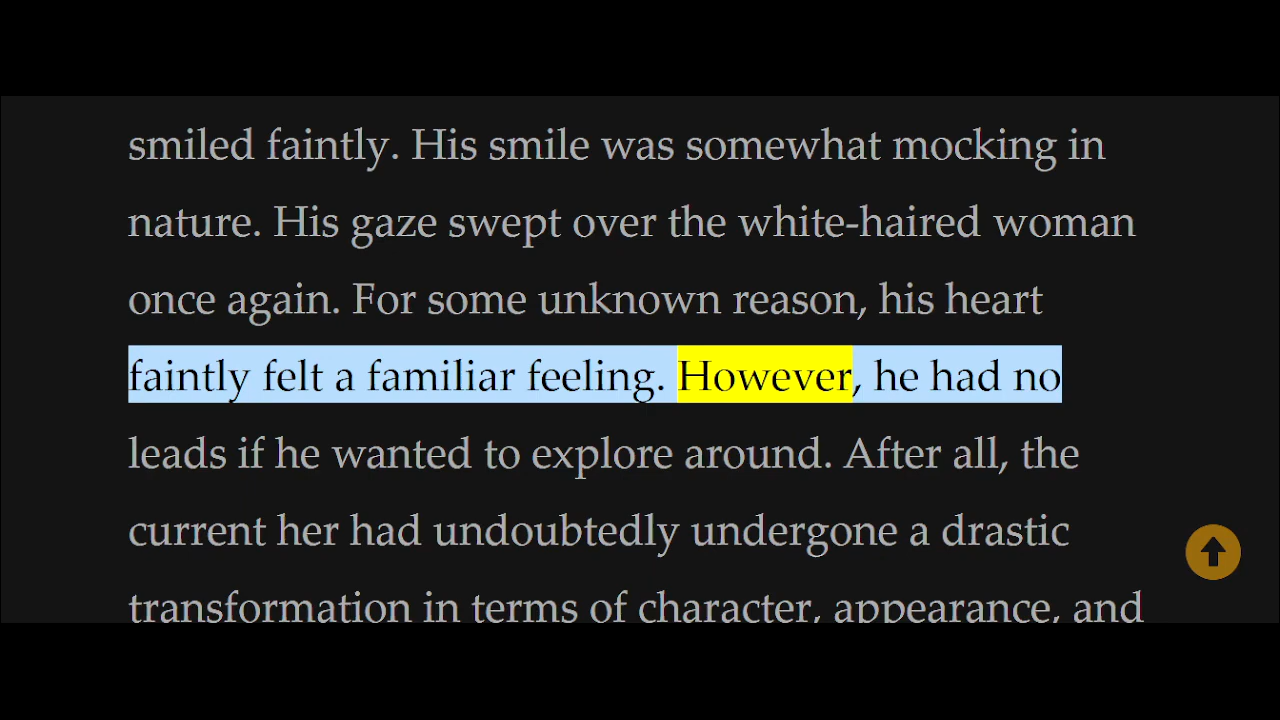 smiled faintly. His smile was somewhat mocking in
nature. His gaze swept over the white-haired woman
once again. For some unknown reason, his heart
faintly felt a familiar feeling. However, he had no
leads if he wanted to explore around. After all, the
current her had undoubtedly undergone a drastic
transformation in terms of character, appearance, and